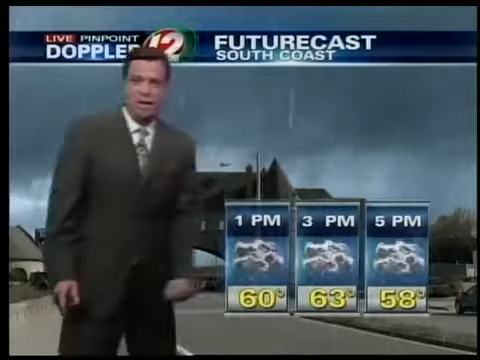 LIVE PINPOINT
DOPPLER 12
FUTURECAST
SOUTH COAST
1 PM 3 PM 5 PM
60° 63° 58°